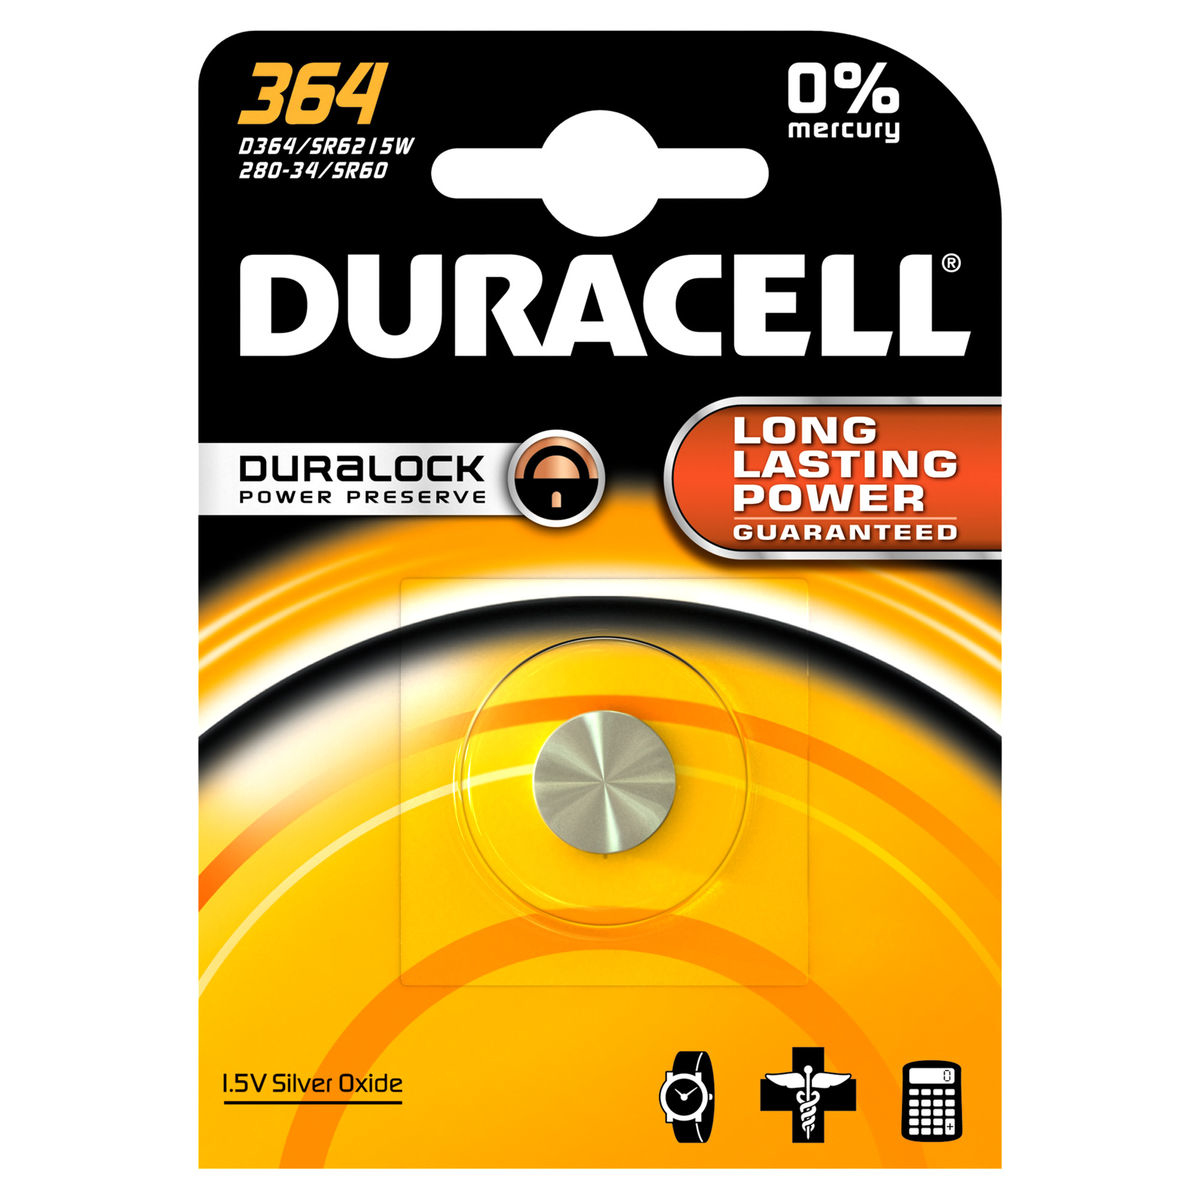 364
D364/SR621SW
280-34/SR60
0%
mercury
DURACELL®
DURALOCK
POWER PRESERVE
LONG
LASTING
POWER
GUARANTEED
1.5V Silver Oxide
0
+